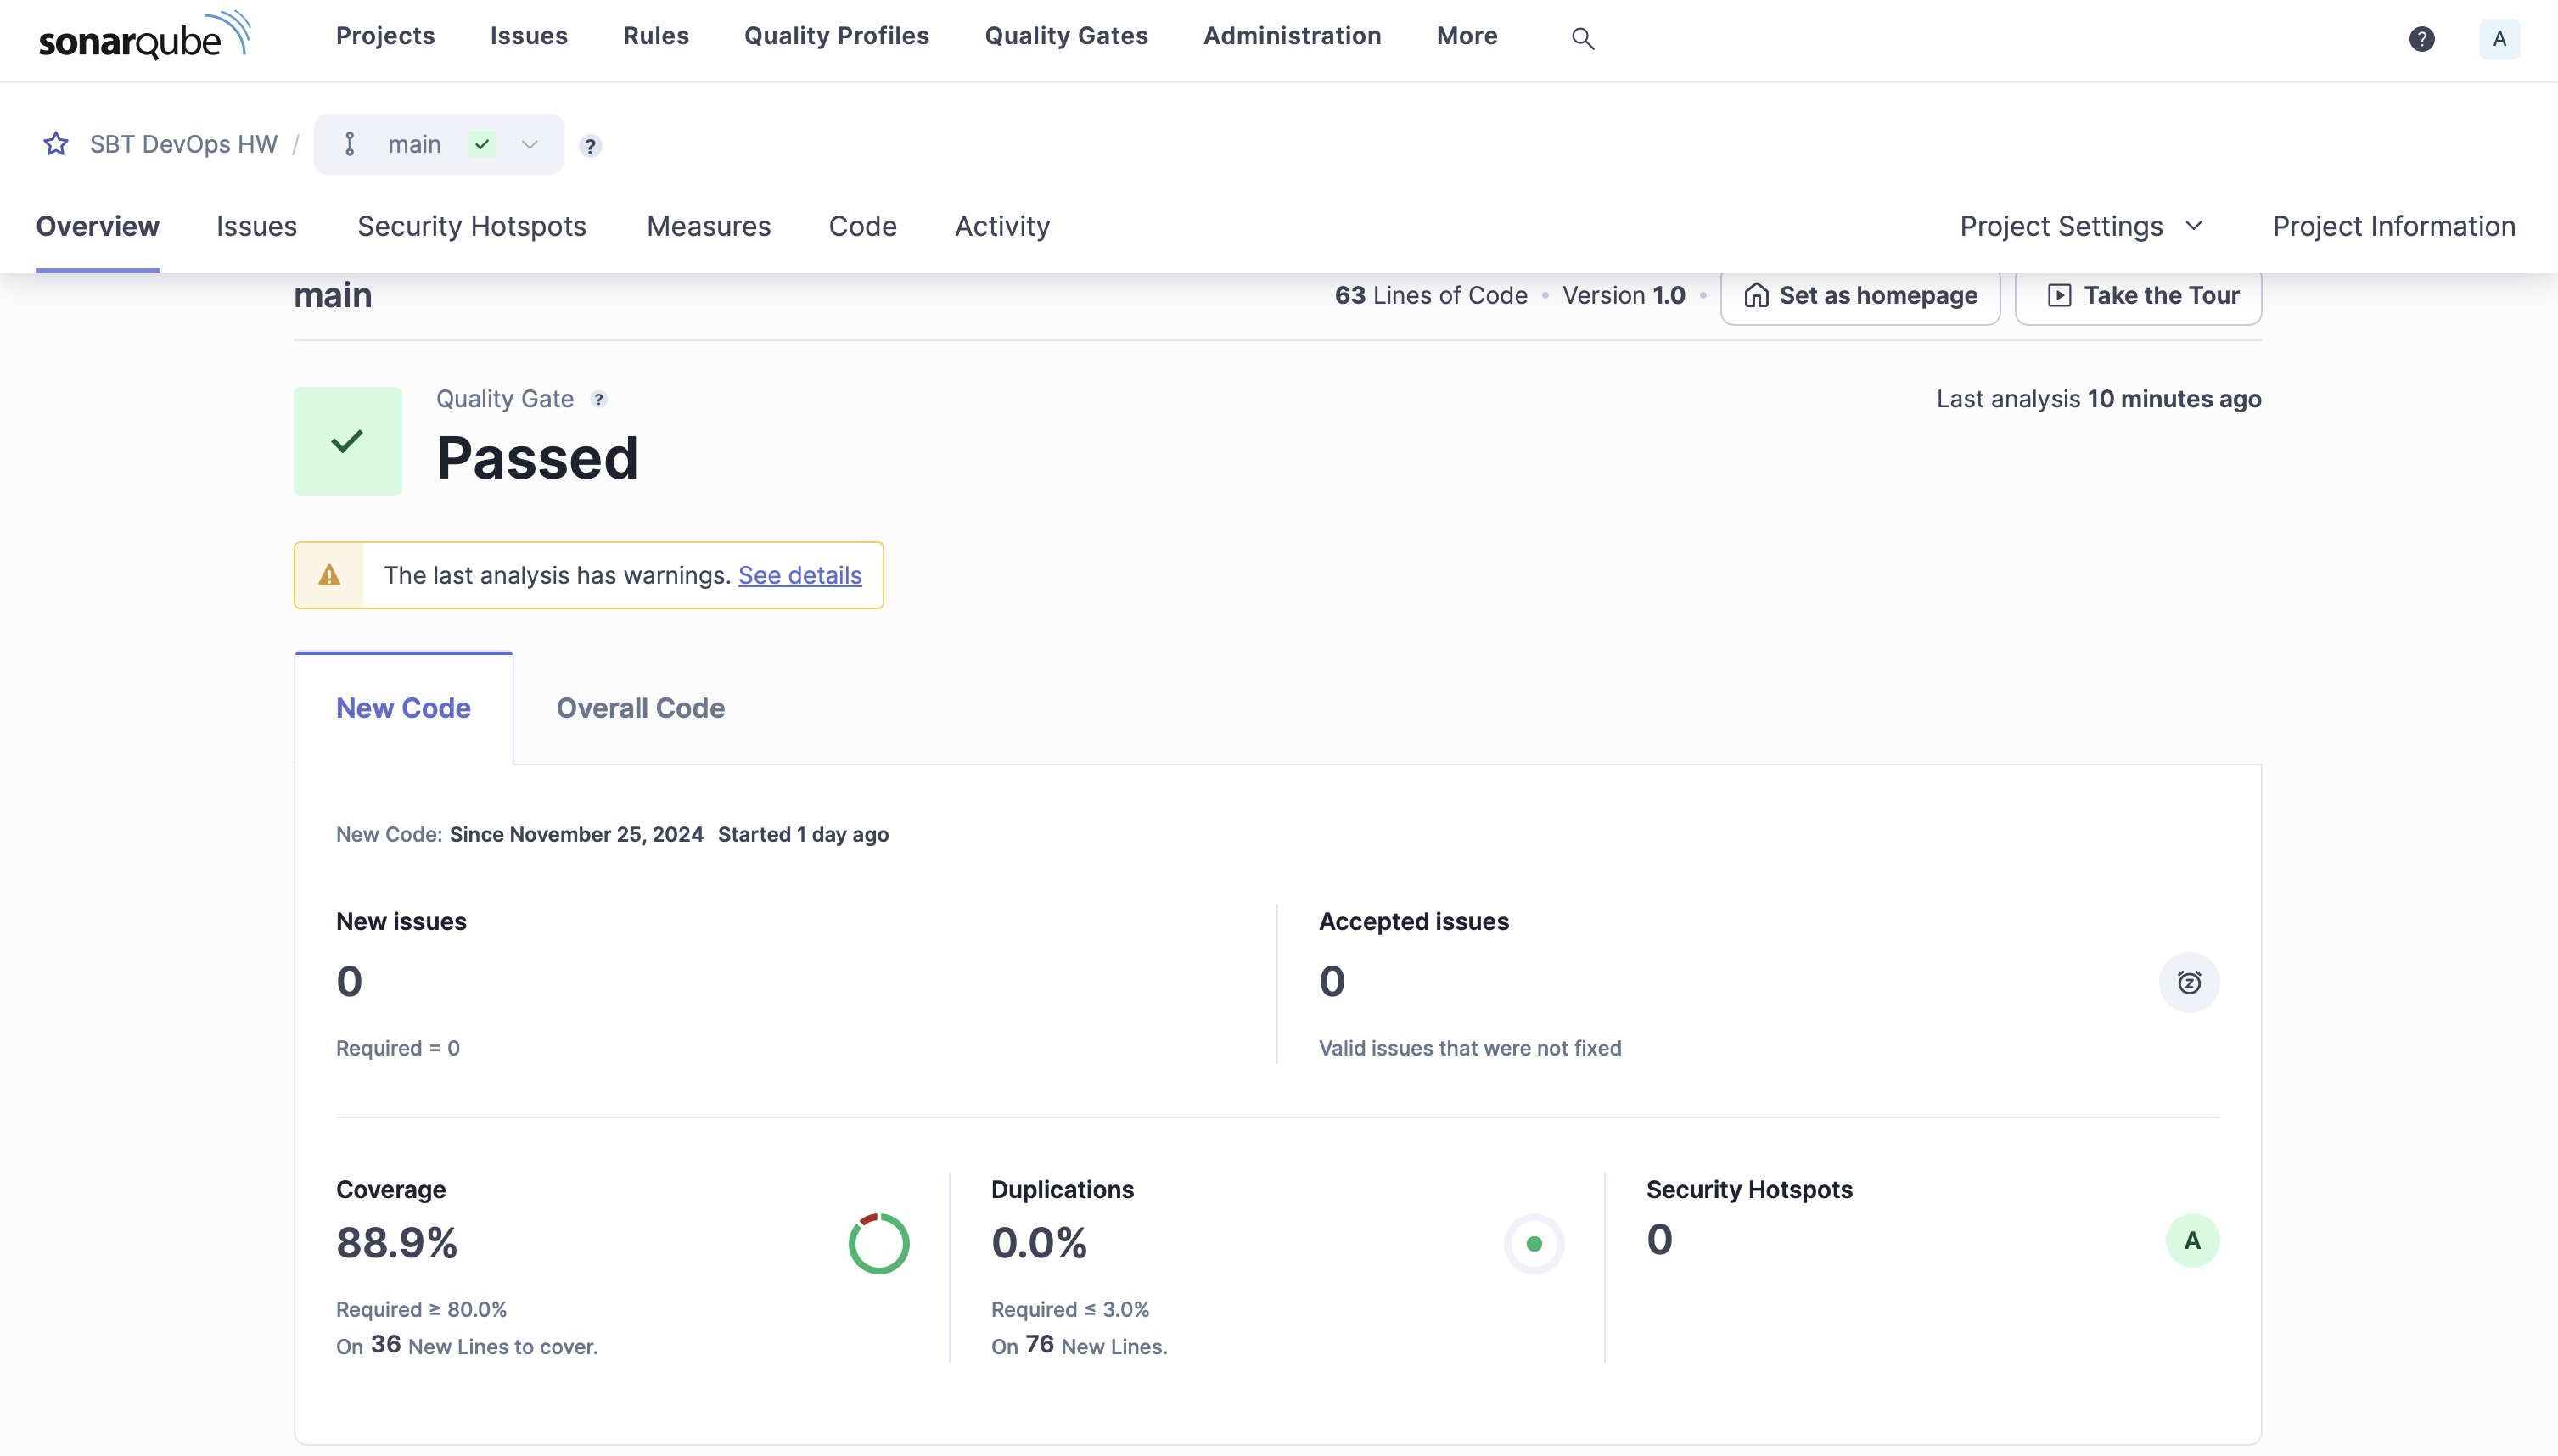 sonarqube Projects Issues Rules Quality Profiles Quality Gates Administration More ? A
SBT DevOps HW / main ?
Overview Issues Security Hotspots Measures Code Activity Project Settings Project Information
main 63 Lines of Code • Version 1.0 • Set as homepage Take the Tour
Quality Gate ? Last analysis 10 minutes ago
Passed
The last analysis has warnings. See details
New Code Overall Code
New Code: Since November 25, 2024 Started 1 day ago
New issues Accepted issues
0 0
Required = 0 Valid issues that were not fixed
Coverage Duplications Security Hotspots
88.9% 0.0% 0 A
Required ≥ 80.0% Required ≤ 3.0%
On 36 New Lines to cover. On 76 New Lines.